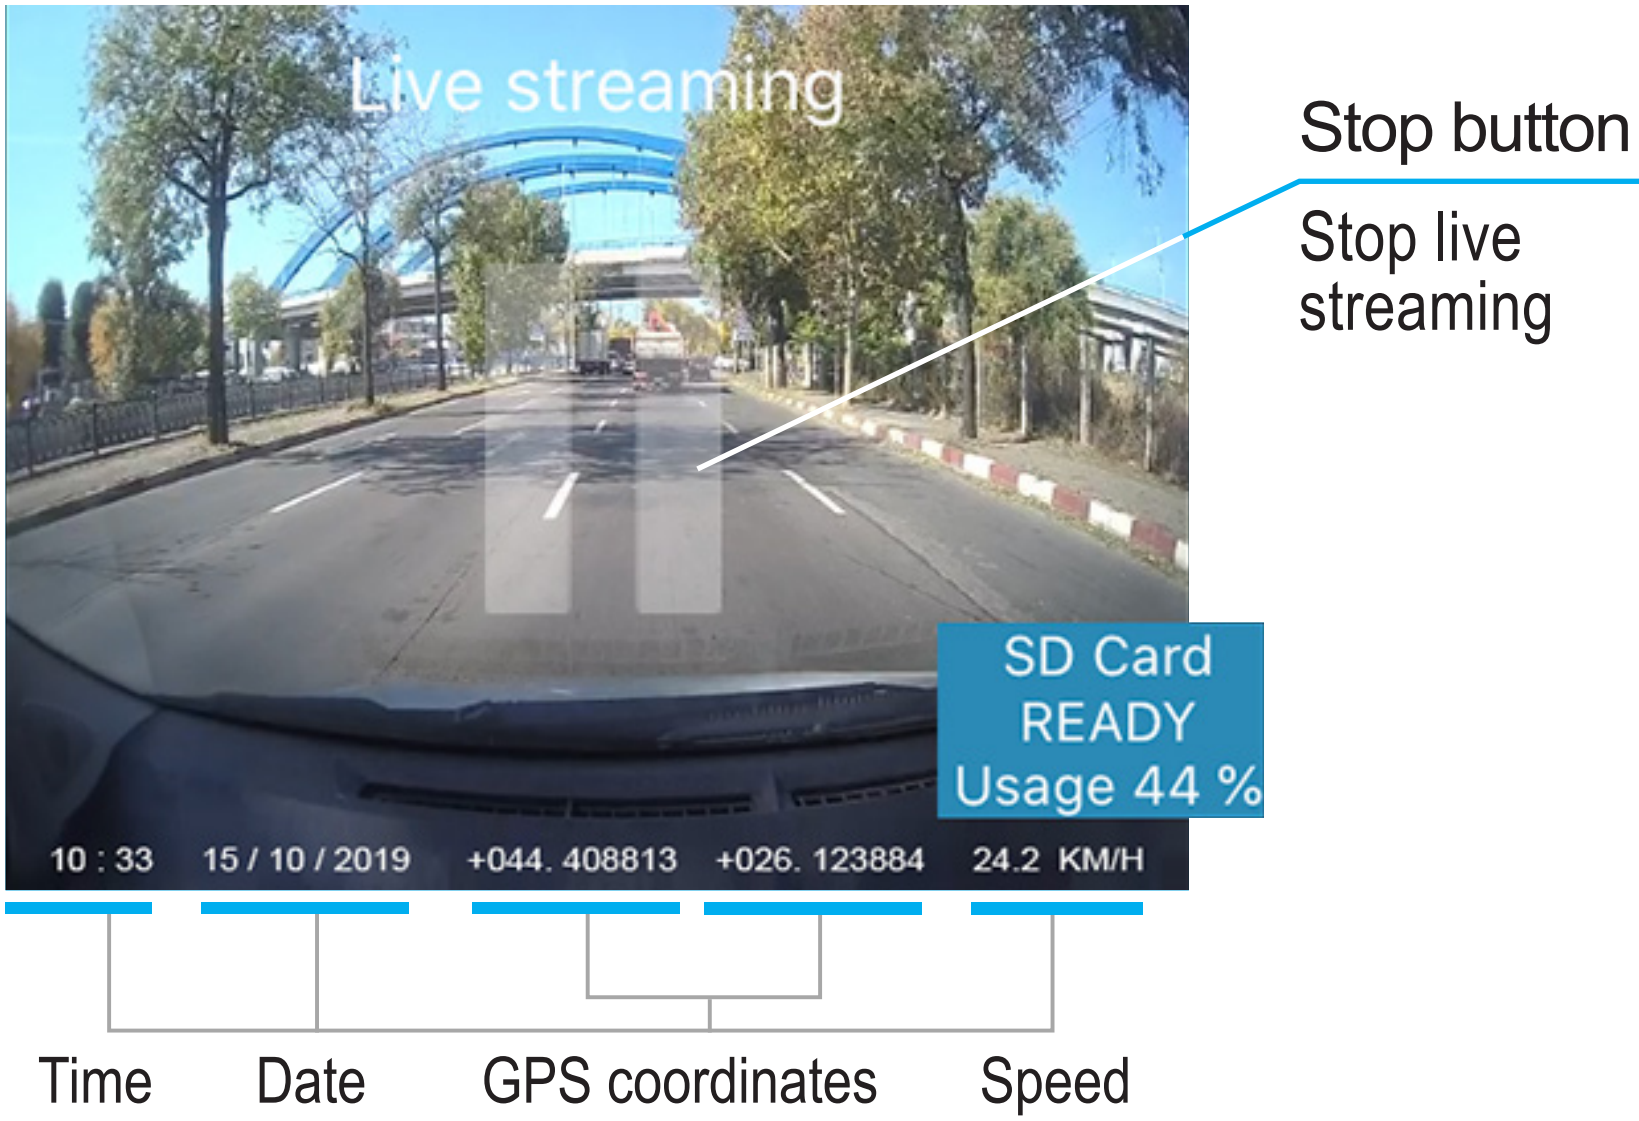 Live streaming
Stop button
Stop live
streaming
SD Card
READY
Usage 44 %
10 : 33 15 / 10 / 2019 +044. 408813 +026. 123884 24.2 KM/H
Time Date GPS coordinates Speed